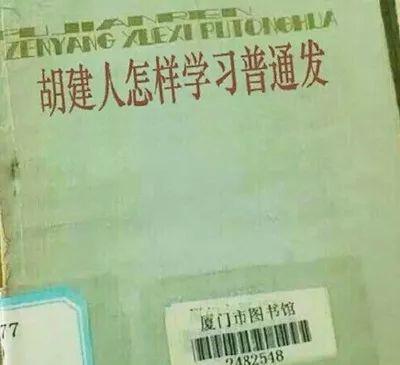 FUJIANREN
ZENYANG XUEXI PUTONGHUA
胡建人怎样学习普通发
77
厦门市图书馆
2482548